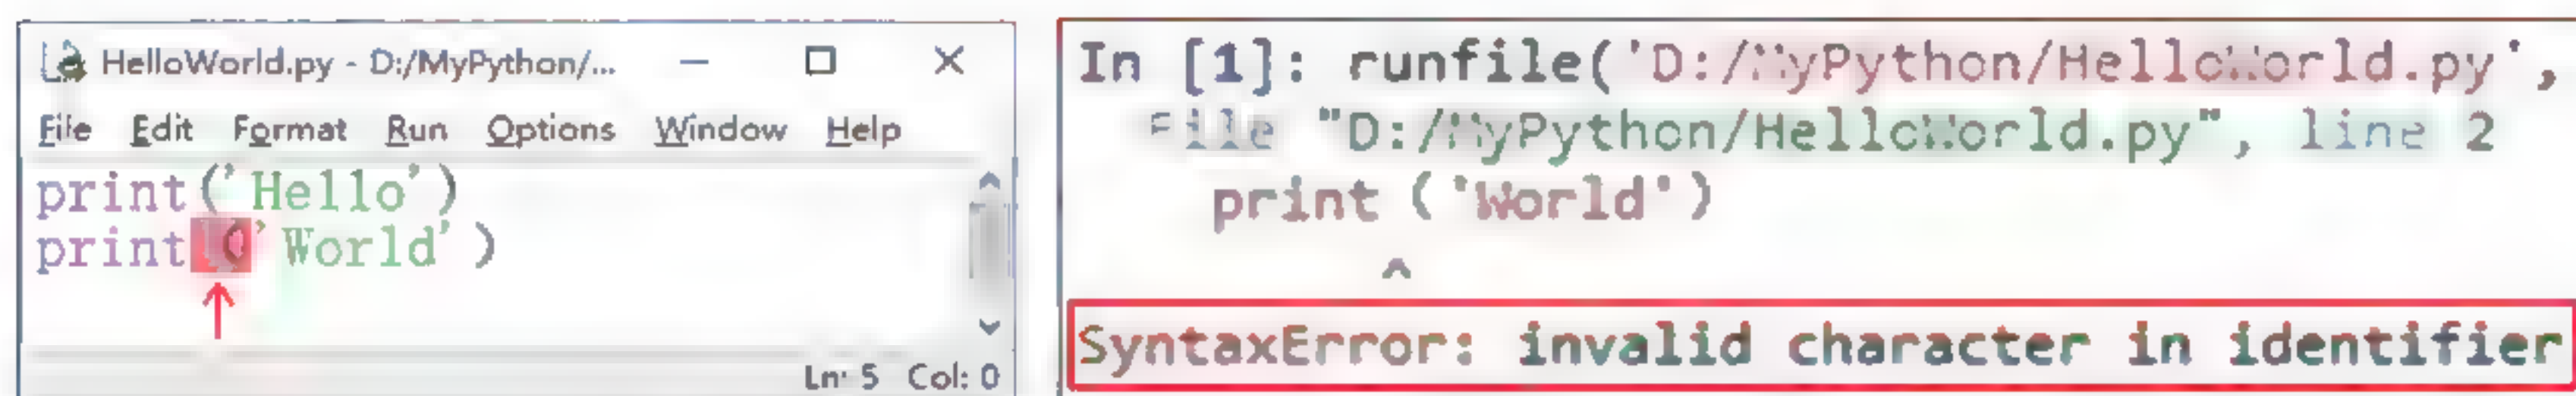 HelloWorld.py - D:/MyPython/...
File Edit Format Run Options Window Help
print('Hello')
print（'World')
Ln: 5 Col: 0
In [1]: runfile('D:/MyPython/HelloWorld.py',
File "D:/MyPython/HelloWorld.py", line 2
print（'World')
^
SyntaxError: invalid character in identifier